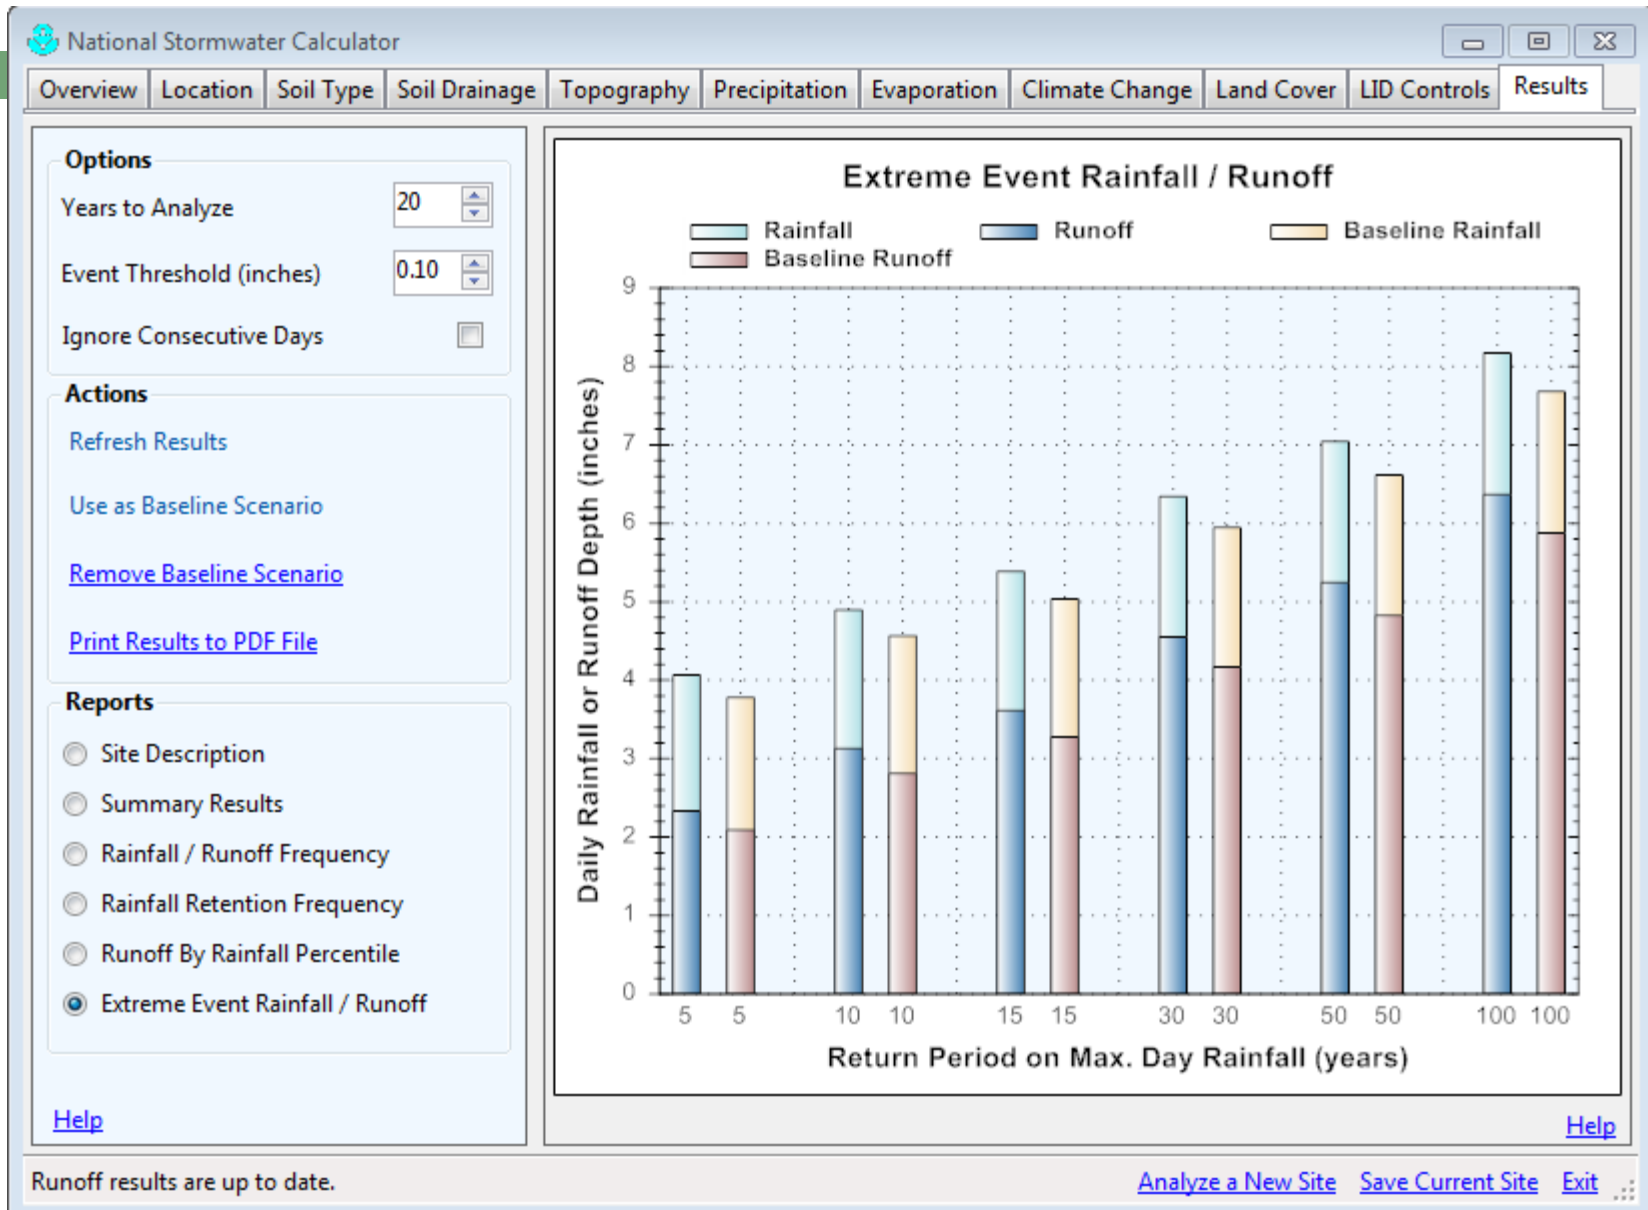 National Stormwater Calculator
Overview Location Soil Type Soil Drainage Topography Precipitation Evaporation Climate Change Land Cover LID Controls Results
Options
Years to Analyze 20
Event Threshold (inches) 0.10
Ignore Consecutive Days
Actions
Refresh Results
Use as Baseline Scenario
Remove Baseline Scenario
Print Results to PDF File
Reports
Site Description
Summary Results
Rainfall / Runoff Frequency
Rainfall Retention Frequency
Runoff By Rainfall Percentile
Extreme Event Rainfall / Runoff
Help
Extreme Event Rainfall / Runoff
Rainfall Runoff Baseline Rainfall
Baseline Runoff
Daily Rainfall or Runoff Depth (inches)
9
8
7
6
5
4
3
2
1
0
5 5 10 10 15 15 30 30 50 50 100 100
Return Period on Max. Day Rainfall (years)
Help
Runoff results are up to date.
Analyze a New Site Save Current Site Exit